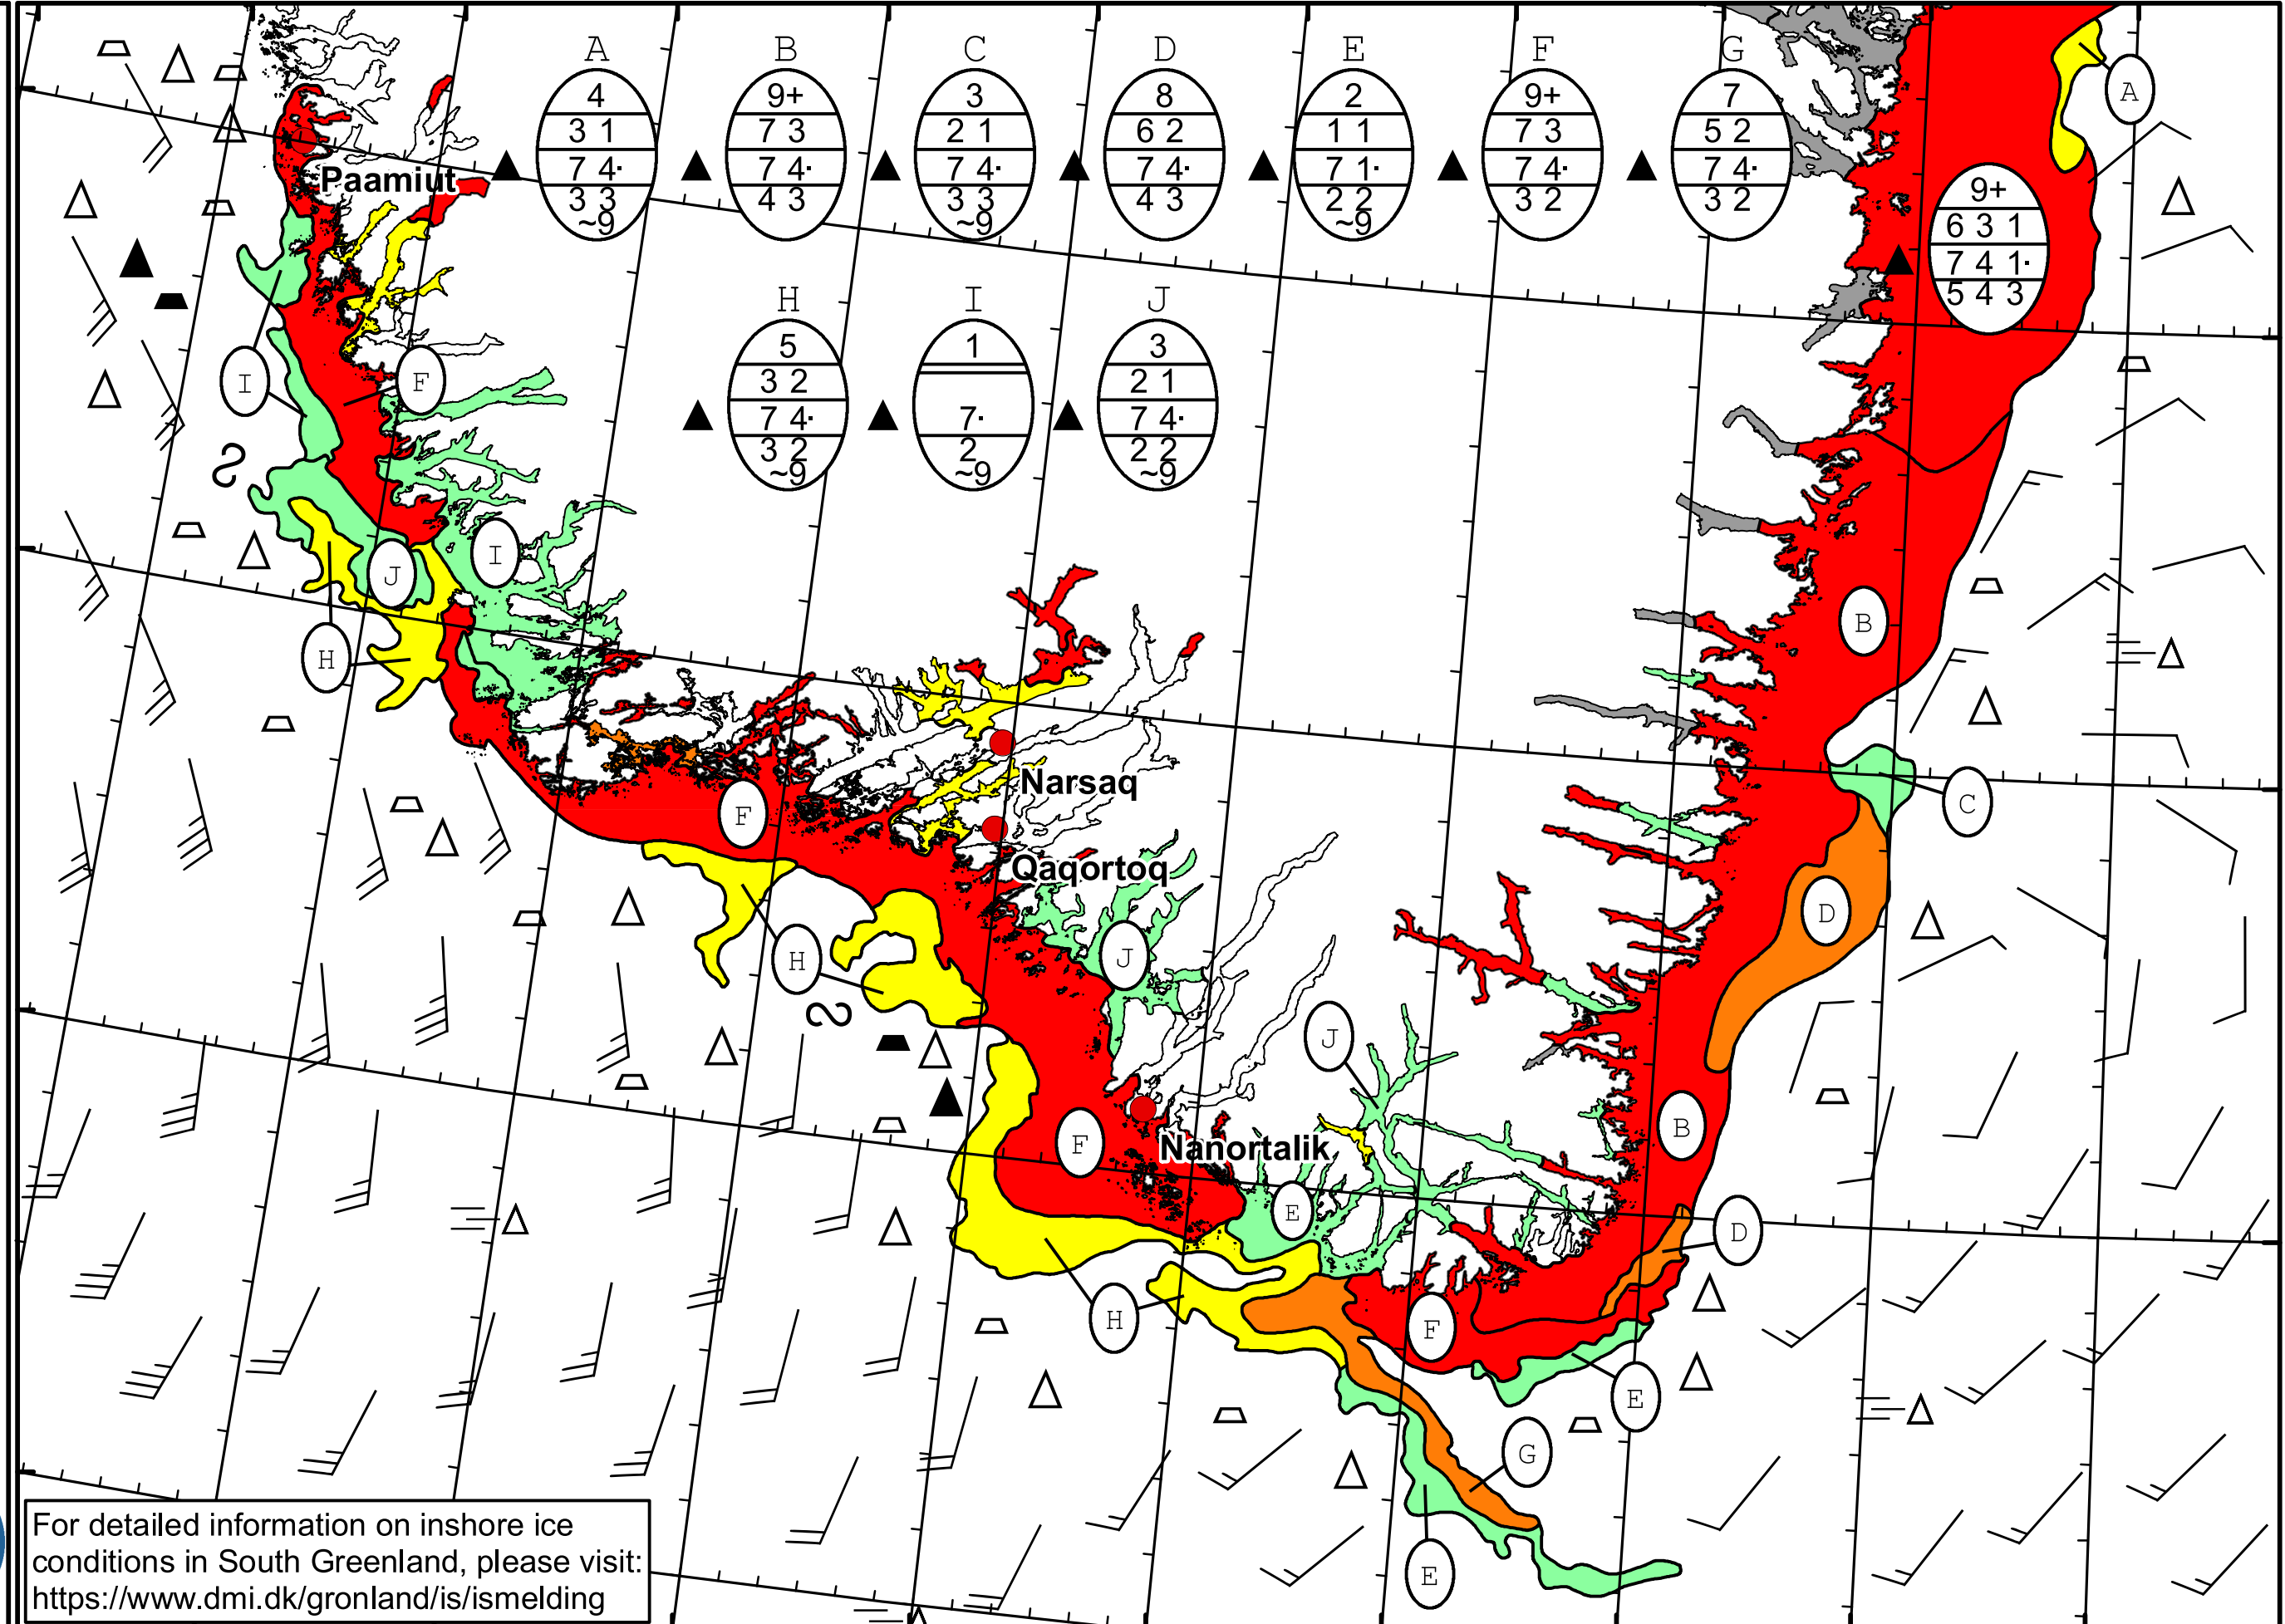 A B C D E F G
4 9+ 3 8 2 9+ 7
3 1 7 3 2 1 6 2 1 1 7 3 5 2
7 4· 7 4· 7 4· 7 4· 7 1· 7 4· 7 4·
3 3 4 3 3 3 4 3 2 2 3 2 3 2
~9 ~9 ~9
A
Paamiut
9+
6 3 1
7 4 1·
5 4 3
H I J
5 1 3
3 2 2 1
7 4· 7· 7 4·
3 2 2 2 2
~9 ~9 ~9
I
F
I
J
B
H
Narsaq
C
F
Qaqortoq
D
J
H
J
B
F
Nanortalik
E
D
H
F
E
G
E
For detailed information on inshore ice
conditions in South Greenland, please visit:
https://www.dmi.dk/gronland/is/ismelding